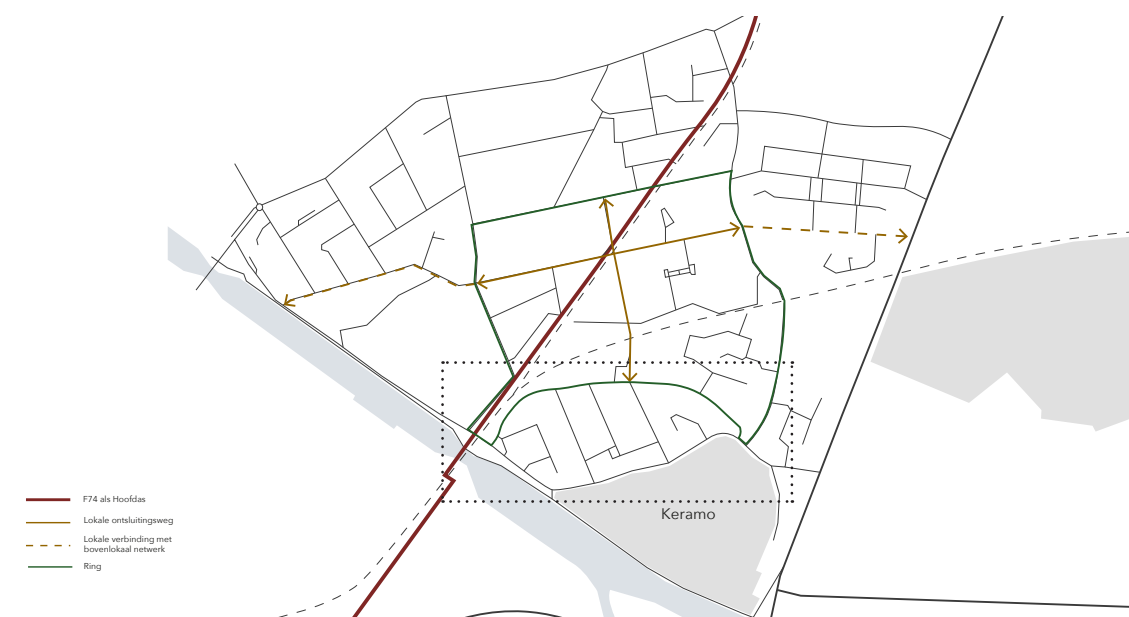 Keramo
F74 als Hoofdas
Lokale ontsluitingsweg
Lokale verbinding met
bovenlokaal netwerk
Ring